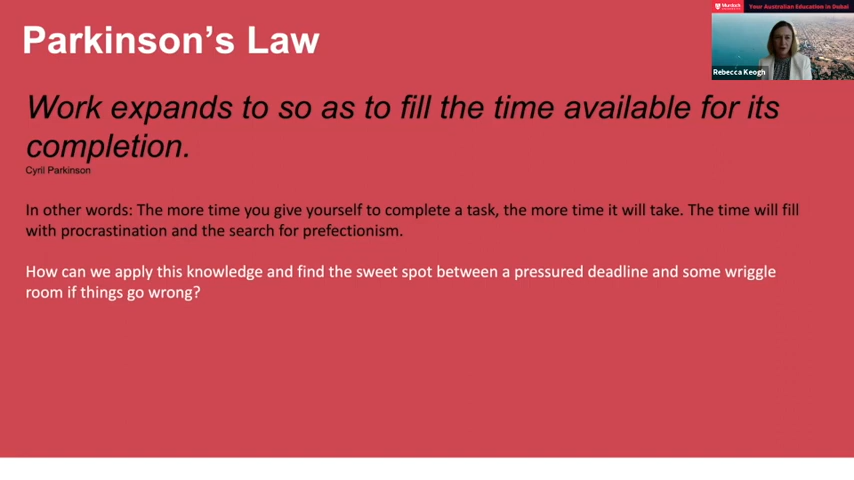 Parkinson's Law
Murdoch
UNIVERSITY
Your Australian Education in Dubai
Rebecca Keogh
Work expands to so as to fill the time available for its
completion.
Cyril Parkinson
In other words: The more time you give yourself to complete a task, the more time it will take. The time will fill
with procrastination and the search for prefectionism.
How can we apply this knowledge and find the sweet spot between a pressured deadline and some wriggle
room if things go wrong?